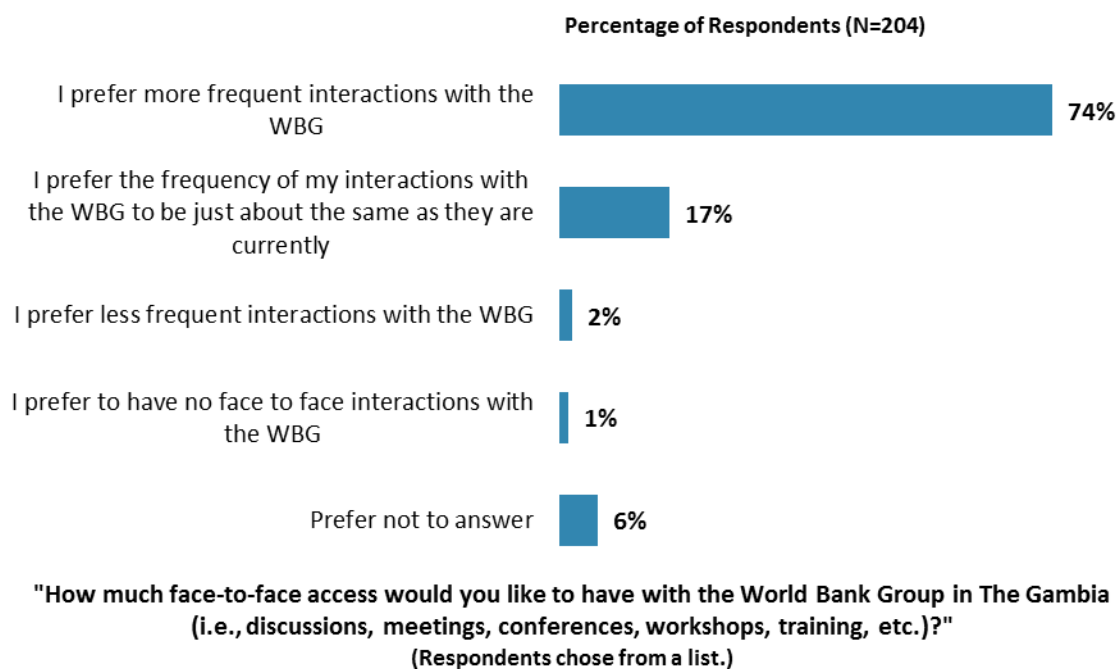 Percentage of Respondents (N=204)
I prefer more frequent interactions with the
WBG
74%
I prefer the frequency of my interactions with
the WBG to be just about the same as they are
currently
17%
I prefer less frequent interactions with the WBG
2%
I prefer to have no face to face interactions with
the WBG
1%
Prefer not to answer
6%
"How much face-to-face access would you like to have with the World Bank Group in The Gambia
(i.e., discussions, meetings, conferences, workshops, training, etc.)?"
(Respondents chose from a list.)